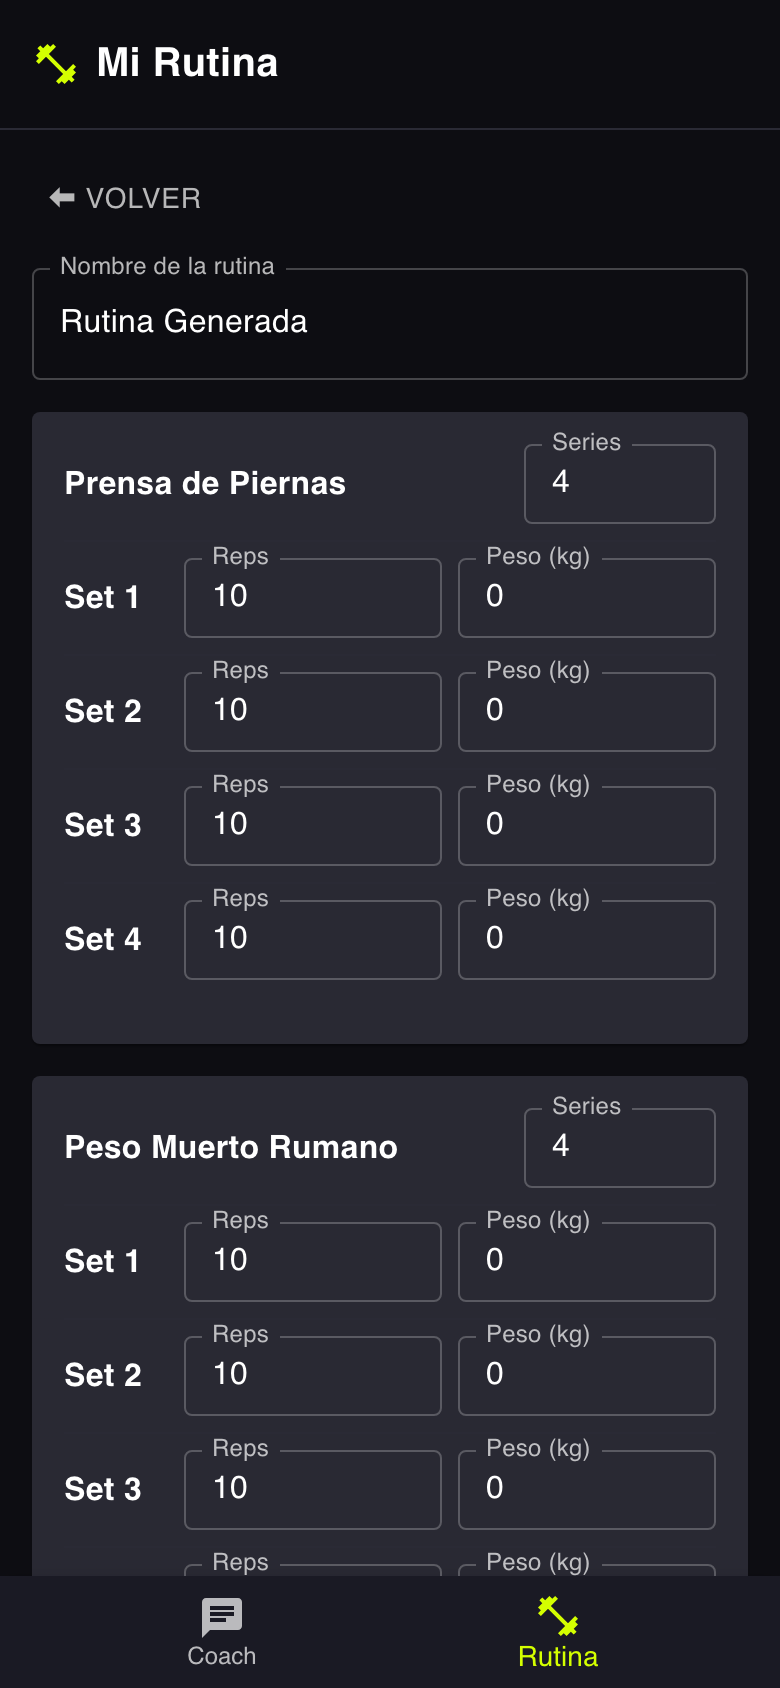 Mi Rutina
VOLVER
Nombre de la rutina
Rutina Generada
Series
Prensa de Piernas 4
Reps Peso (kg)
Set 1 10 0
Reps Peso (kg)
Set 2 10 0
Reps Peso (kg)
Set 3 10 0
Reps Peso (kg)
Set 4 10 0
Series
Peso Muerto Rumano 4
Reps Peso (kg)
Set 1 10 0
Reps Peso (kg)
Set 2 10 0
Reps Peso (kg)
Set 3 10 0
Reps Peso (kg)
Coach Rutina